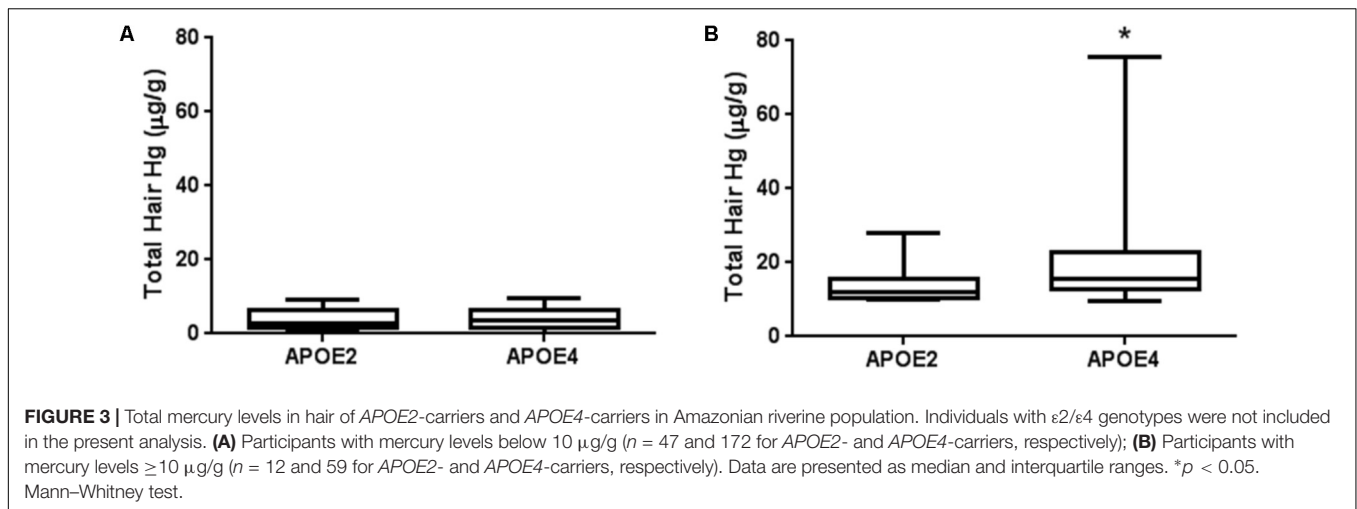 A
Total Hair Hg (µg/g)
80
60
40
20
0
APOE2 APOE4
B
Total Hair Hg (µg/g)
80
60
40
20
0
*
APOE2 APOE4
FIGURE 3 | Total mercury levels in hair of APOE2-carriers and APOE4-carriers in Amazonian riverine population. Individuals with ε2/ε4 genotypes were not included
in the present analysis. (A) Participants with mercury levels below 10 µg/g (n = 47 and 172 for APOE2- and APOE4-carriers, respectively); (B) Participants with
mercury levels ≥10 µg/g (n = 12 and 59 for APOE2- and APOE4-carriers, respectively). Data are presented as median and interquartile ranges. *p < 0.05.
Mann–Whitney test.